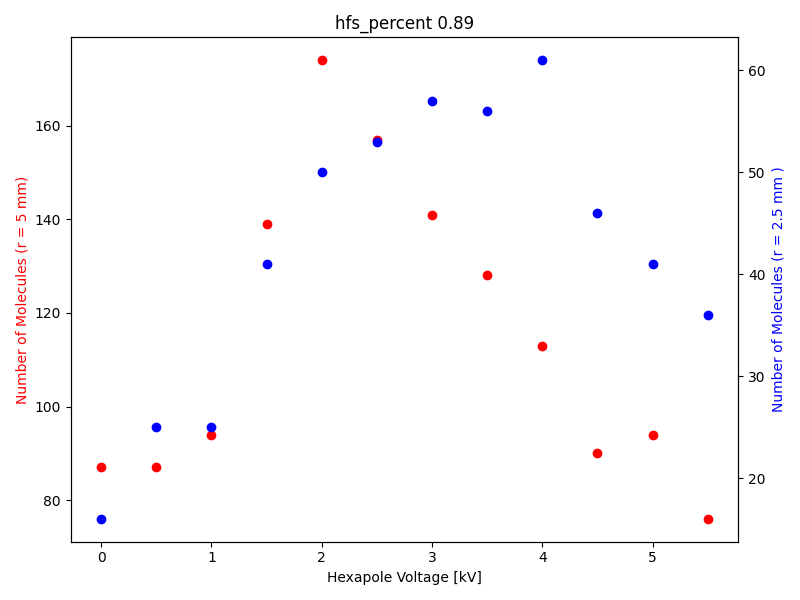 hfs_percent 0.89
160
140
120
100
80
Number of Molecules (r = 5 mm)
60
50
40
30
20
Number of Molecules (r = 2.5 mm )
0 1 2 3 4 5
Hexapole Voltage [kV]